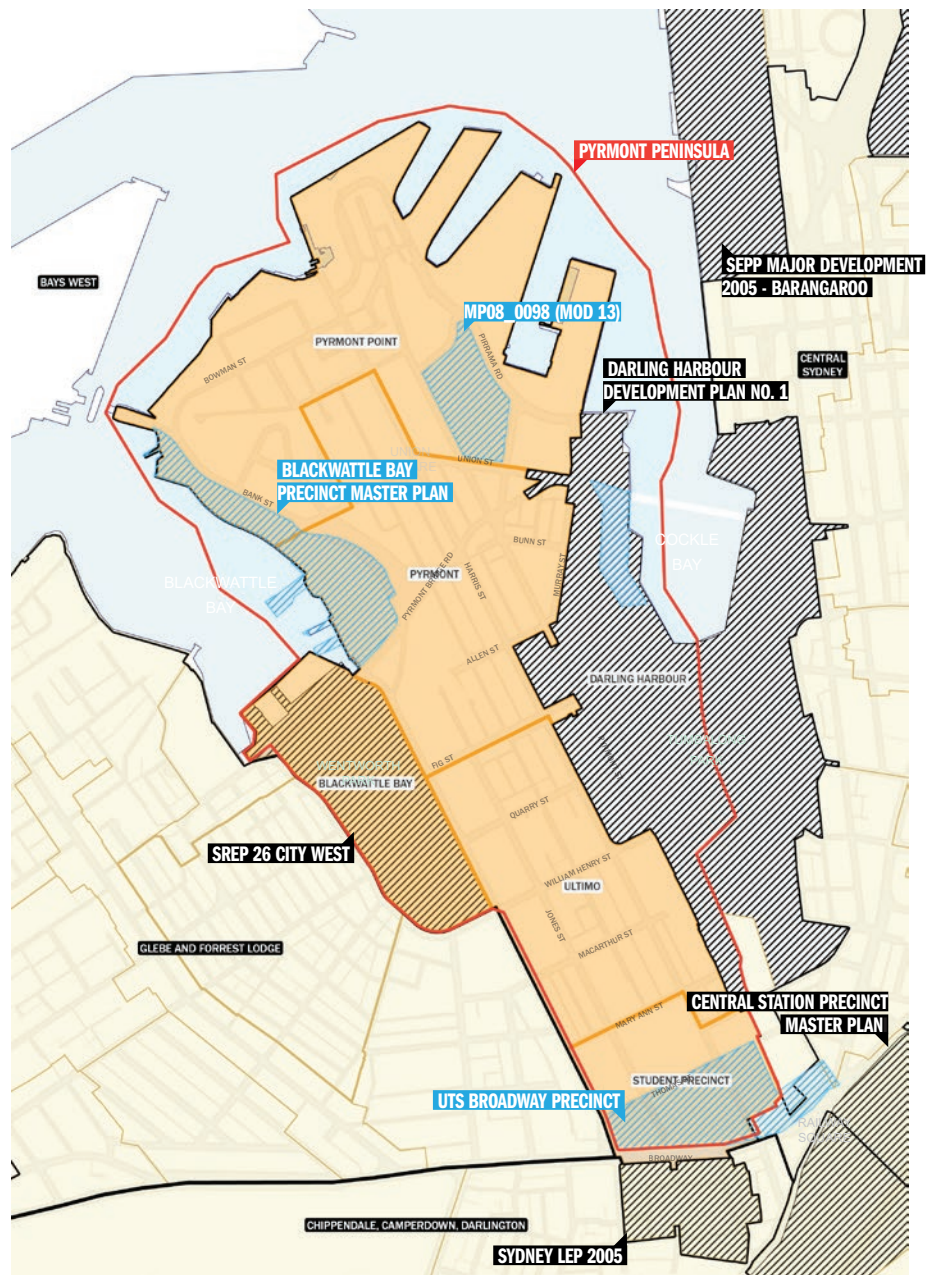 PYRMONT PENINSULA
SEPP MAJOR DEVELOPMENT
2005 - BARANGAROO
BAYS WEST
MP08_0098 (MOD 13)
PYRMONT POINT
PIRRAMA RD
CENTRAL
SYDNEY
DARLING HARBOUR
DEVELOPMENT PLAN NO. 1
BOWMAN ST
UNION ST
BLACKWATTLE BAY
PRECINCT MASTER PLAN
BANK ST
BUNN ST
COCKLE
BAY
MURRAY ST
PYRMONT
PYRMONT BRIDGE RD
HARRIS ST
BLACKWATTLE
BAY
ALLEN ST
DARLING HARBOUR
FIG ST
BLACKWATTLE BAY
QUARRY ST
SREP 26 CITY WEST
WILLIAM HENRY ST
ULTIMO
JONES ST
MACARTHUR ST
GLEBE AND FORREST LODGE
CENTRAL STATION PRECINCT
MASTER PLAN
MARY ANN ST
STUDENT PRECINCT
UTS BROADWAY PRECINCT
BROADWAY
CHIPPENDALE, CAMPERDOWN, DARLINGTON
SYDNEY LEP 2005